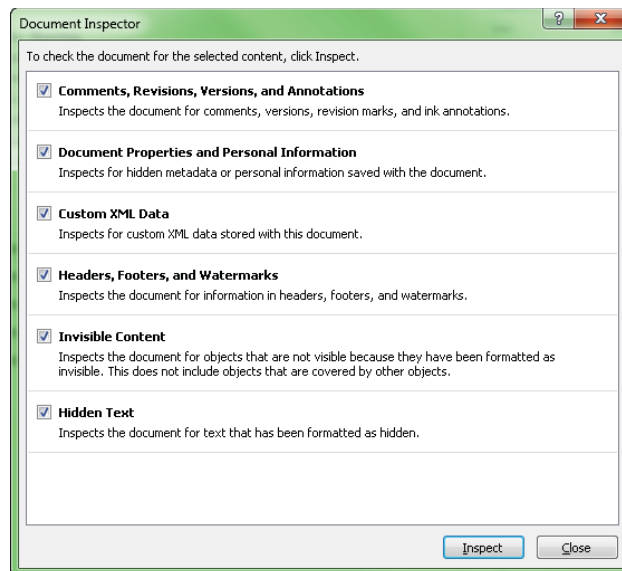 Document Inspector
To check the document for the selected content, click Inspect.
Comments, Revisions, Versions, and Annotations
Inspects the document for comments, versions, revision marks, and ink annotations.
Document Properties and Personal Information
Inspects for hidden metadata or personal information saved with the document.
Custom XML Data
Inspects for custom XML data stored with this document.
Headers, Footers, and Watermarks
Inspects the document for information in headers, footers, and watermarks.
Invisible Content
Inspects the document for objects that are not visible because they have been formatted as
invisible. This does not include objects that are covered by other objects.
Hidden Text
Inspects the document for text that has been formatted as hidden.
Inspect
Close